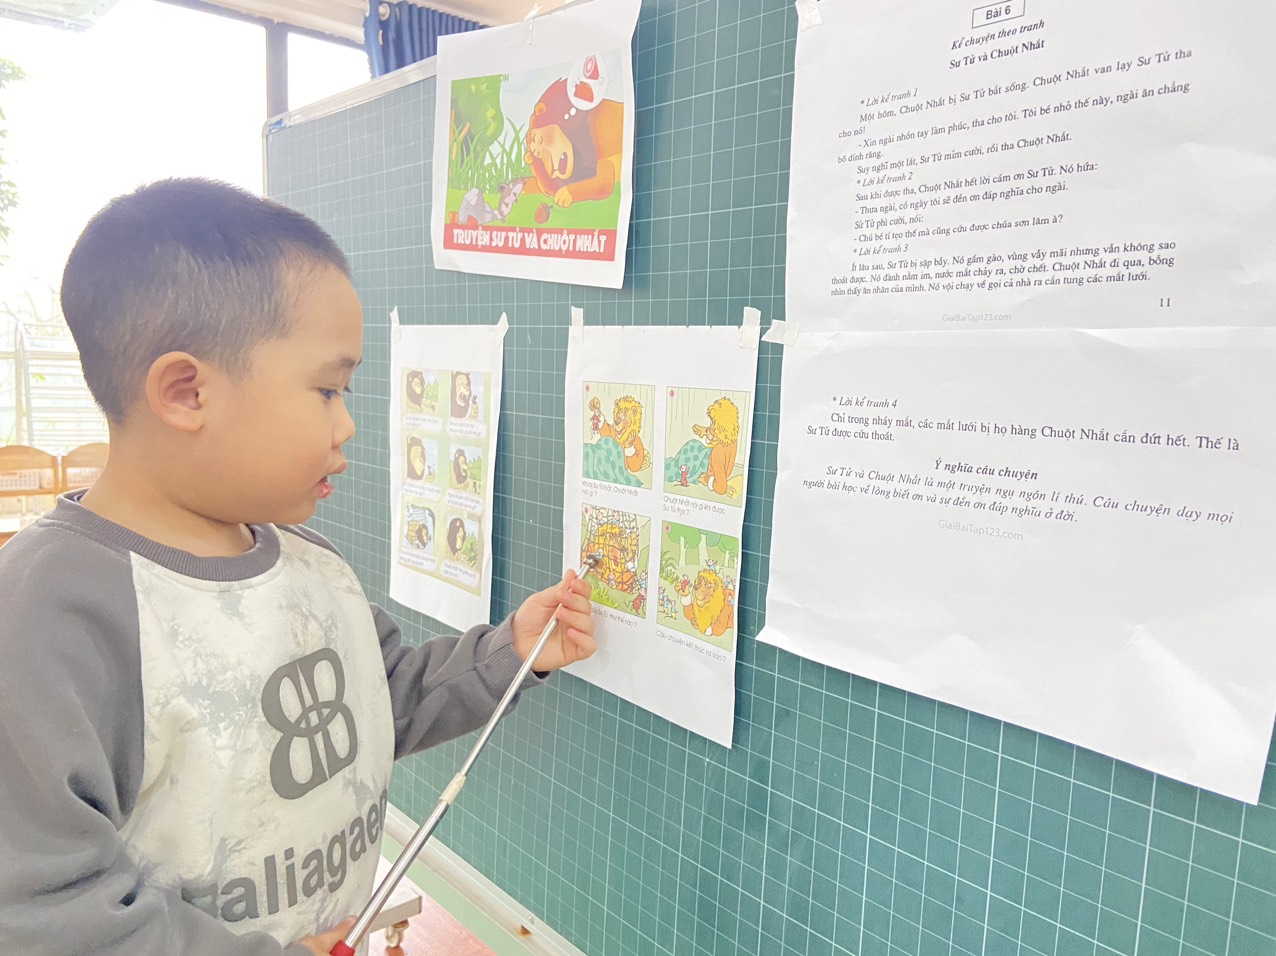 TRUYỆN SƯ TỬ VÀ CHUỘT NHẮT
Chuột Nhắt nói gì khi được
Sư Tử tha ?
như thế nào ?
Câu chuyện kết thúc ra sao ?
Bài 6
Kể chuyện theo tranh
Sư Tử và Chuột Nhắt
* Lời kể tranh 1
Một hôm, Chuột Nhắt bị Sư Tử bắt sống. Chuột Nhắt van lạy Sư Tử tha
cho nó!
- Xin ngài nhón tay làm phúc, tha cho tôi. Tôi bé nhỏ thế này, ngài ăn chẳng
bõ dính răng.
Suy nghĩ một lát, Sư Tử mỉm cười, rồi tha Chuột Nhắt.
* Lời kể tranh 2
Sau khi được tha, Chuột Nhắt hết lời cám ơn Sư Tử. Nó hứa:
- Thưa ngài, có ngày tôi sẽ đền ơn đáp nghĩa cho ngài.
Sử Tử phì cười, nói:
- Chú bé tí tẹo thế mà cũng cứu được chúa sơn lâm à?
* Lời kể tranh 3
Ít lâu sau, Sư Tử bị sập bẫy. Nó gầm gào, vùng vẫy mãi nhưng vẫn không sao
thoát được. Nó đành nằm im, nước mắt chảy ra, chờ chết. Chuột Nhắt đi qua, bỗng
nhìn thấy ân nhân của mình. Nó vội chạy về gọi cả nhà ra cắn tung các mắt lưới.
11
GiaiBaiTap123.com
* Lời kể tranh 4
Chỉ trong nháy mắt, các mắt lưới bị họ hàng Chuột Nhắt cắn đứt hết. Thế là
Sư Tử được cứu thoát.
Ý nghĩa câu chuyện
Sư Tử và Chuột Nhắt là một truyện ngụ ngôn lí thú. Câu chuyện dạy mọi
người bài học về lòng biết ơn và sự đền ơn đáp nghĩa ở đời.
GiaiBaiTap123.com
aliagaen